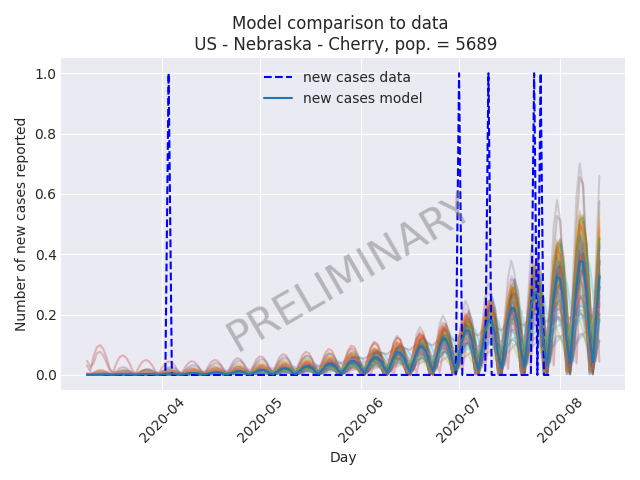 Model comparison to data
US - Nebraska - Cherry, pop. = 5689
new cases data
new cases model
PRELIMINARY
Number of new cases reported
1.0
0.8
0.6
0.4
0.2
0.0
2020-04
2020-05
2020-06
2020-07
2020-08
Day